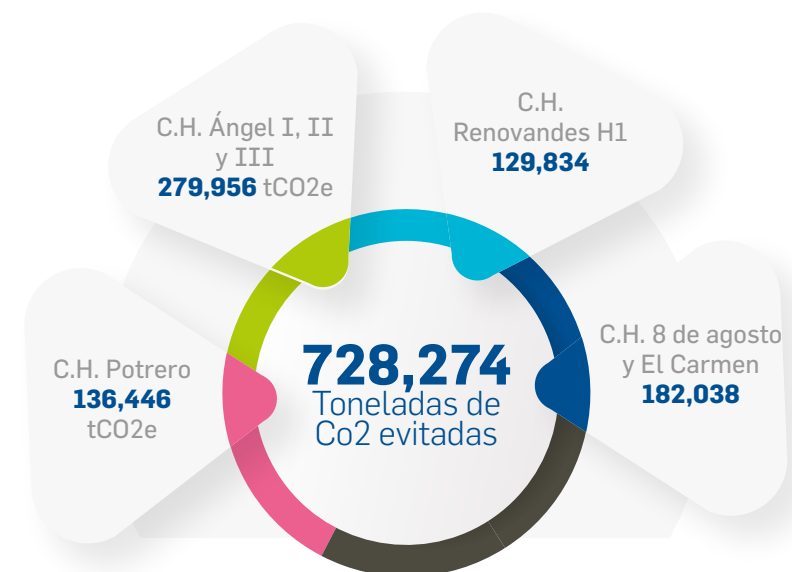 C.H. Ángel I, II
y III
279,956 tCO2e
C.H.
Renovandes H1
129,834
C.H. Potrero
136,446
tCO2e
728,274
Toneladas de
Co2 evitadas
C.H. 8 de agosto
y El Carmen
182,038